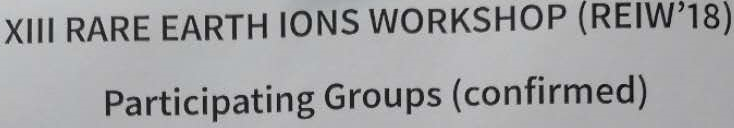 XIII RARE EARTH IONS WORKSHOP (REIW’18)
Participating Groups (confirmed)